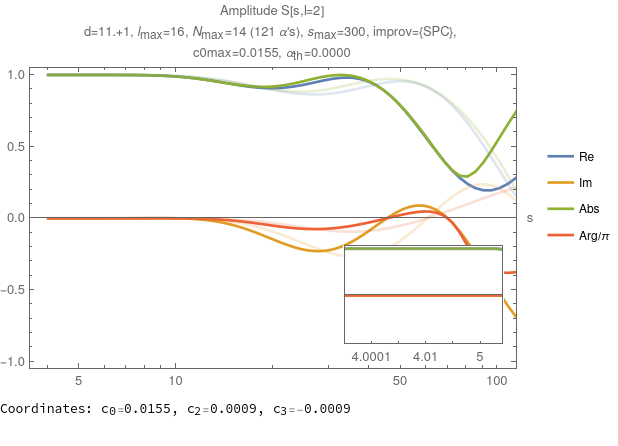 Amplitude S[s,l=2]
d=11.+1, lmax=16, Nmax=14 (121 α's), smax=300, improv={SPC},
c0max=0.0155, αth=0.0000
1.0
0.5
0.0
−0.5
−1.0
s
Re
Im
Abs
Arg/π
4.0001 4.01 5
5 10 50 100
Coordinates: c0=0.0155, c2=0.0009, c3=-0.0009